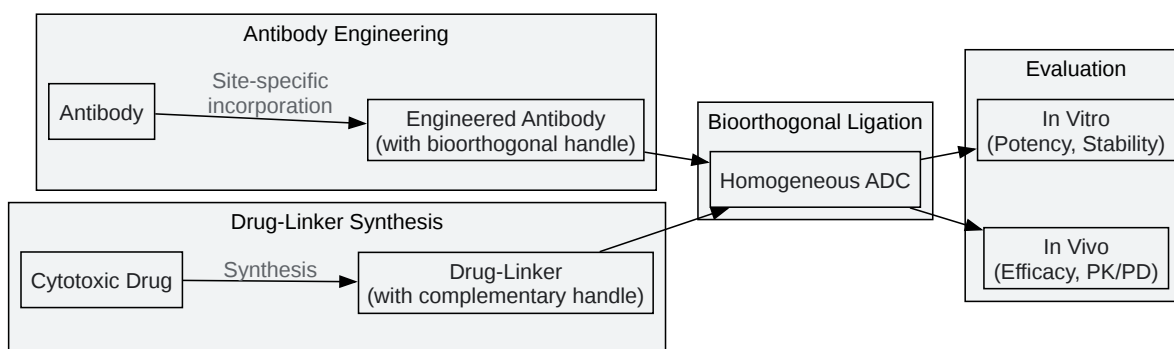 Antibody Engineering
Antibody
Site-specific
incorporation
Engineered Antibody
(with bioorthogonal handle)
Drug-Linker Synthesis
Cytotoxic Drug
Synthesis
Drug-Linker
(with complementary handle)
Bioorthogonal Ligation
Homogeneous ADC
Evaluation
In Vitro
(Potency, Stability)
In Vivo
(Efficacy, PK/PD)